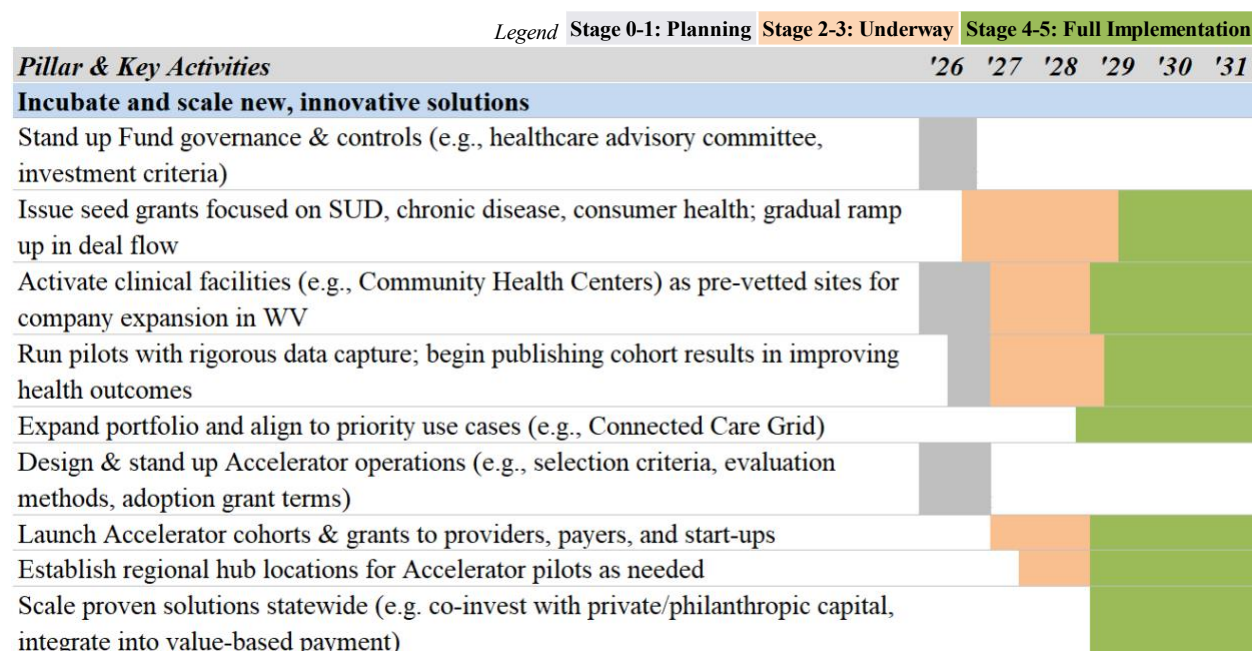 Legend Stage 0-1: Planning Stage 2-3: Underway Stage 4-5: Full Implementation
Pillar & Key Activities '26 '27 '28 '29 '30 '31
Incubate and scale new, innovative solutions
Stand up Fund governance & controls (e.g., healthcare advisory committee,
investment criteria)
Issue seed grants focused on SUD, chronic disease, consumer health; gradual ramp
up in deal flow
Activate clinical facilities (e.g., Community Health Centers) as pre-vetted sites for
company expansion in WV
Run pilots with rigorous data capture; begin publishing cohort results in improving
health outcomes
Expand portfolio and align to priority use cases (e.g., Connected Care Grid)
Design & stand up Accelerator operations (e.g., selection criteria, evaluation
methods, adoption grant terms)
Launch Accelerator cohorts & grants to providers, payers, and start-ups
Establish regional hub locations for Accelerator pilots as needed
Scale proven solutions statewide (e.g. co-invest with private/philanthropic capital,
integrate into value-based payment)